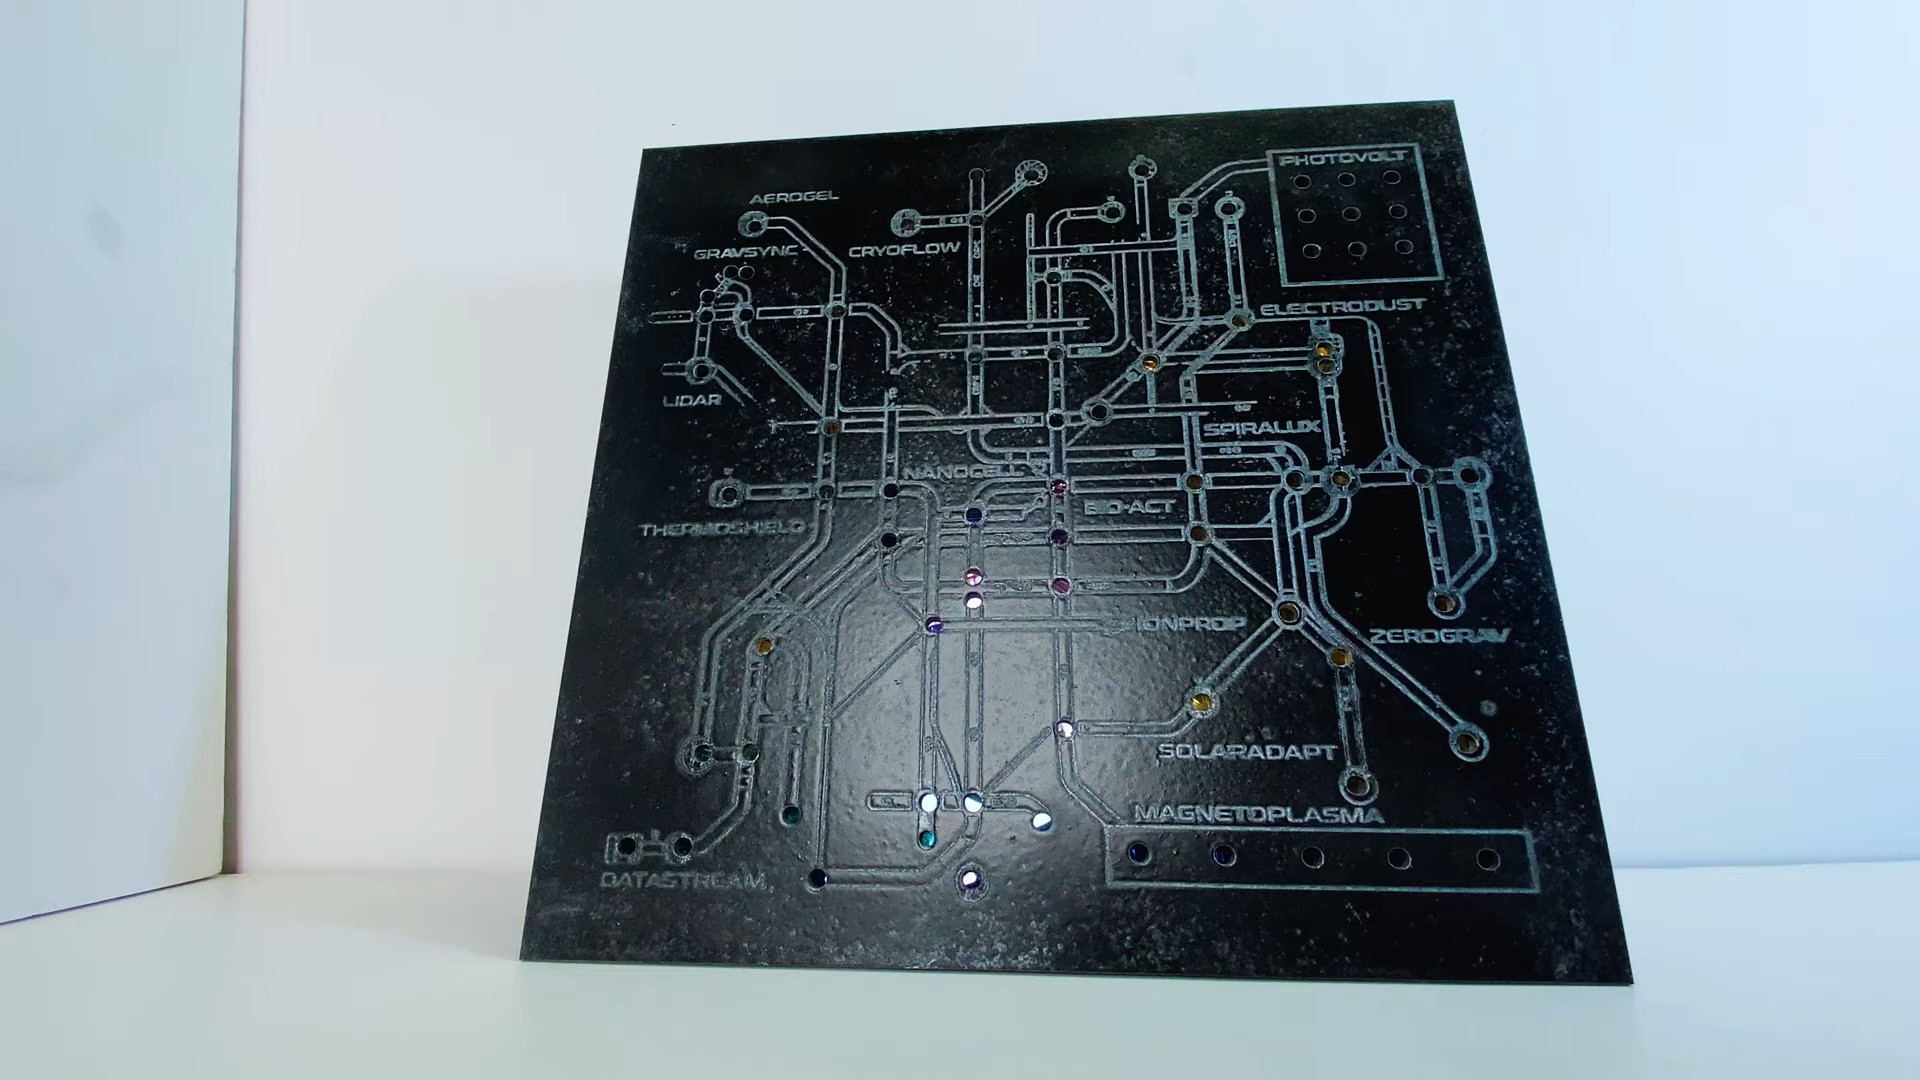 PHOTOVOLT
AEROGEL
GRAVSYNC
CRYOFLOW
ELECTRODUST
LIDAR
SPIRALUX
NANOCELL
BIO-ACT
THERMOSHIELD
IONPROP
ZEROGRAV
SOLARADAPT
MAGNETOPLASMA
DATASTREAM